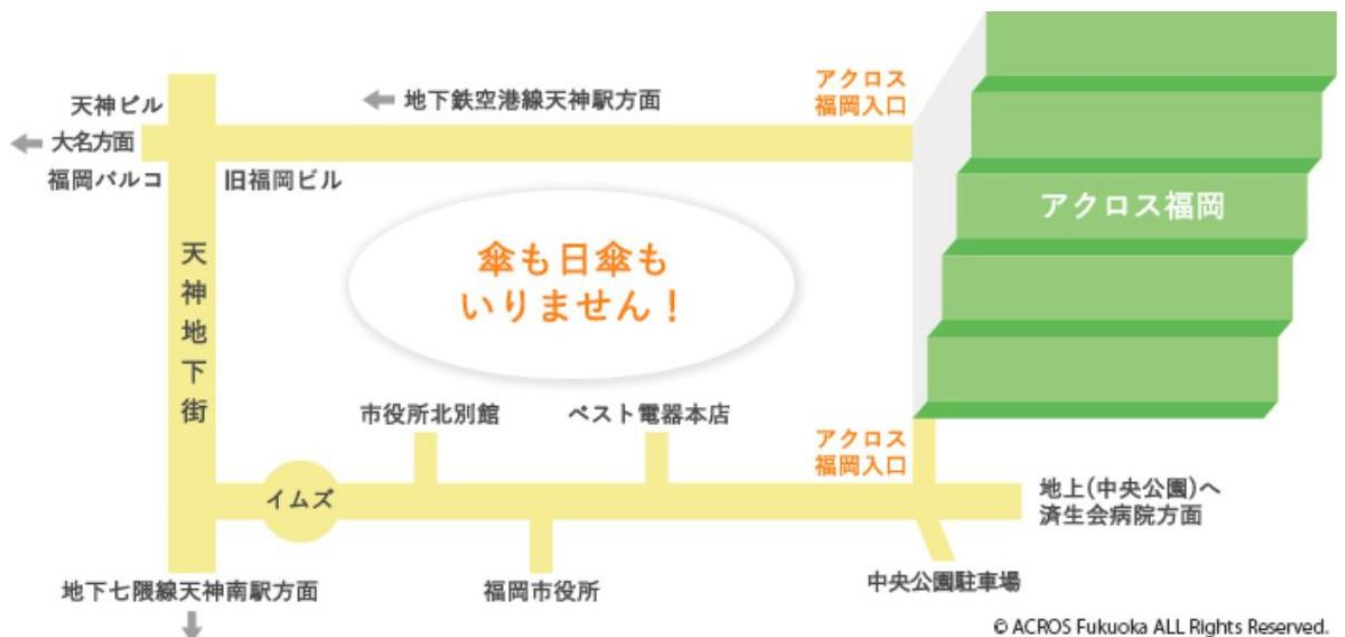 天神ビル
地下鉄空港線天神駅方面
アクロス
福岡入口
大名方面
福岡パルコ
旧福岡ビル
アクロス福岡
傘も日傘も
いりません！
天神地下街
市役所北別館
ベスト電器本店
アクロス
福岡入口
イムズ
地上(中央公園)へ
済生会病院方面
地下七隈線天神南駅方面
福岡市役所
中央公園駐車場
© ACROS Fukuoka ALL Rights Reserved.